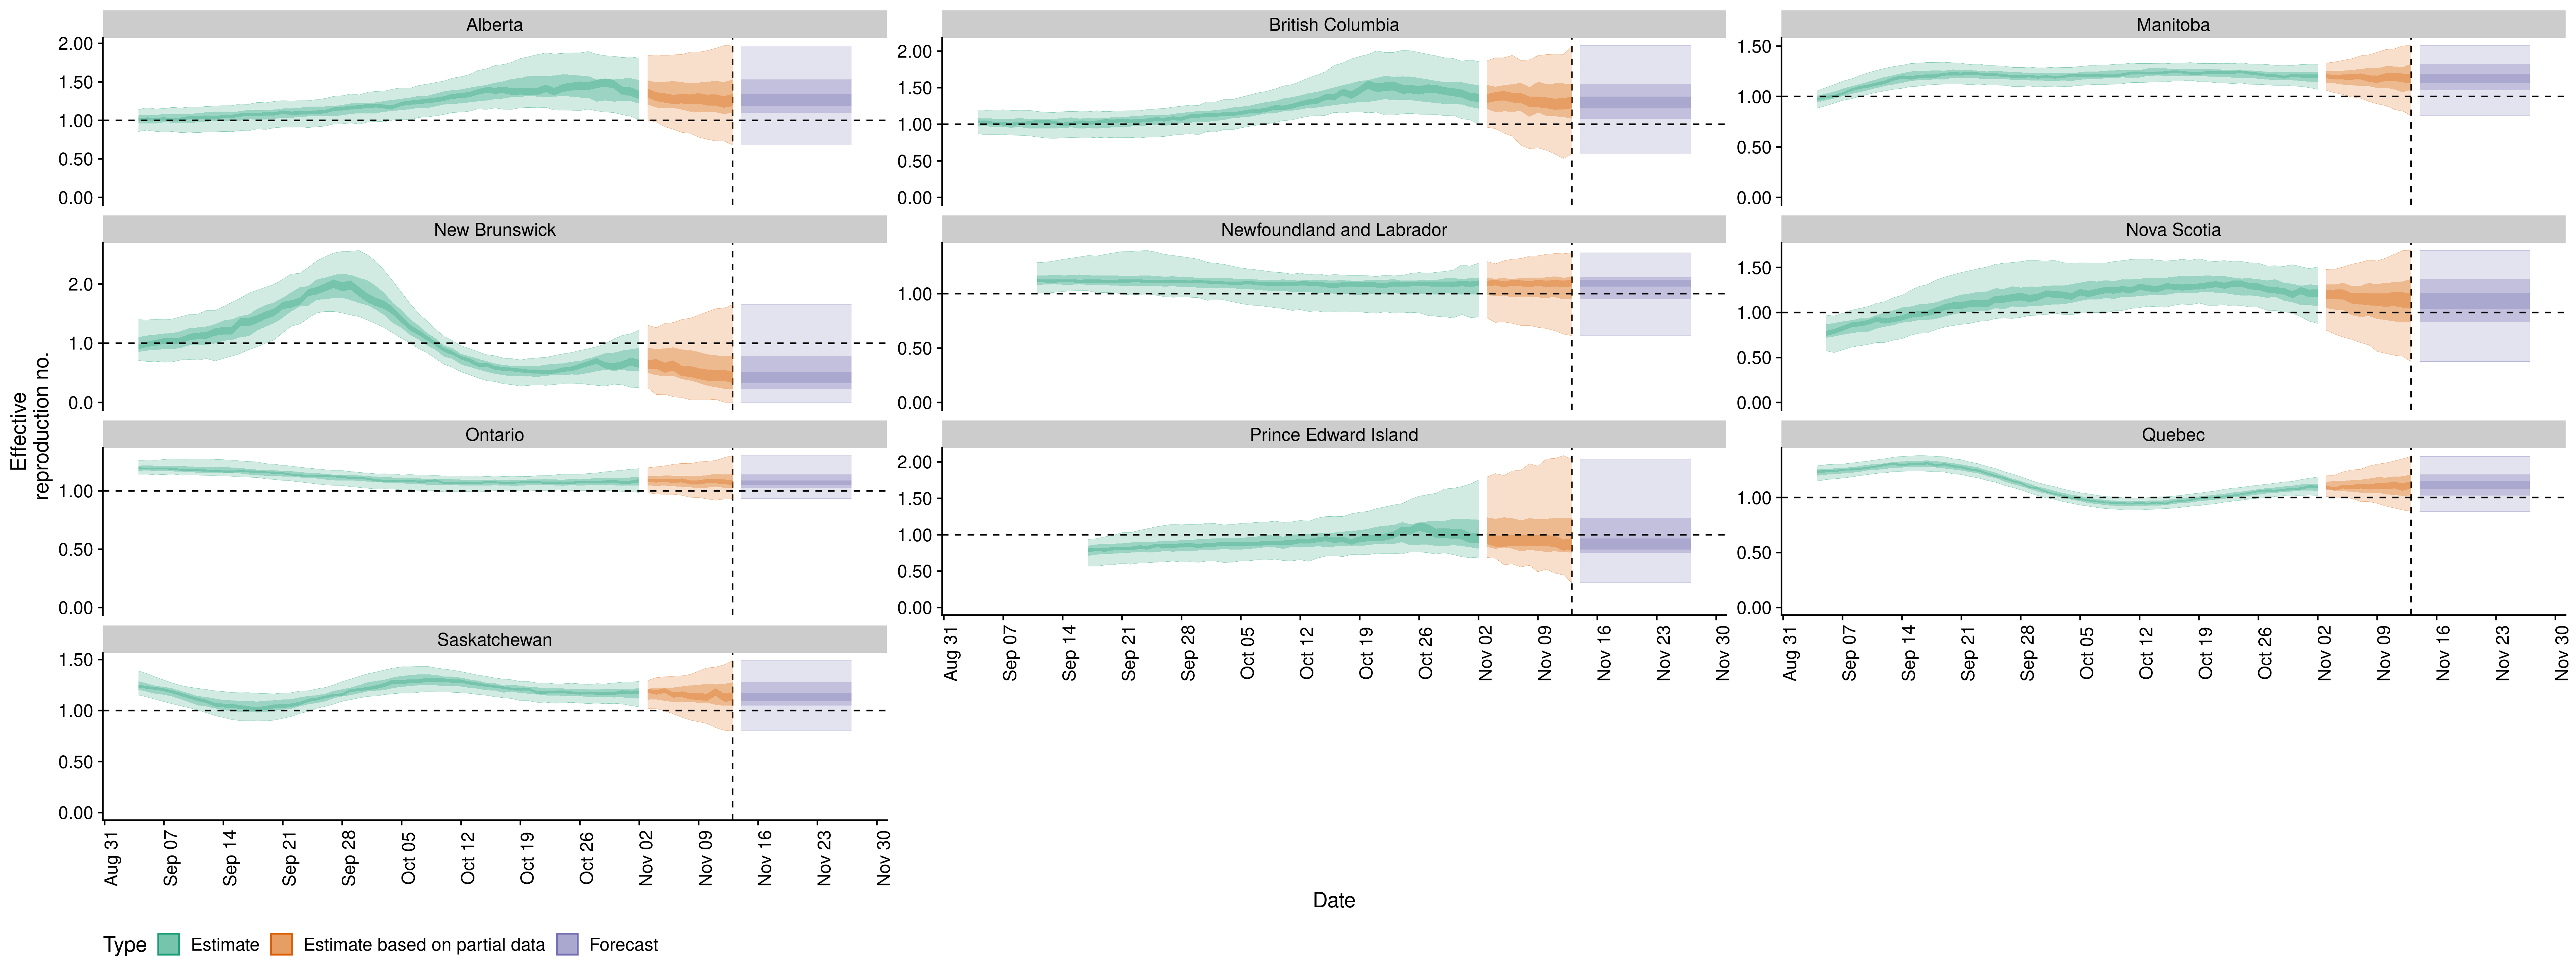 Alberta
British Columbia
Manitoba
2.00
1.50
1.00
0.50
0.00
2.00
1.50
1.00
0.50
0.00
1.50
1.00
0.50
0.00
New Brunswick
Newfoundland and Labrador
Nova Scotia
2.0
1.0
0.0
1.00
0.50
0.00
1.50
1.00
0.50
0.00
Effective
reproduction no.
Ontario
Prince Edward Island
Quebec
1.00
0.50
0.00
2.00
1.50
1.00
0.50
0.00
1.00
0.50
0.00
Aug 31
Sep 07
Sep 14
Sep 21
Sep 28
Oct 05
Oct 12
Oct 19
Oct 26
Nov 02
Nov 09
Nov 16
Nov 23
Nov 30
Aug 31
Sep 07
Sep 14
Sep 21
Sep 28
Oct 05
Oct 12
Oct 19
Oct 26
Nov 02
Nov 09
Nov 16
Nov 23
Nov 30
Saskatchewan
1.50
1.00
0.50
0.00
Aug 31
Sep 07
Sep 14
Sep 21
Sep 28
Oct 05
Oct 12
Oct 19
Oct 26
Nov 02
Nov 09
Nov 16
Nov 23
Nov 30
Date
Type Estimate Estimate based on partial data Forecast